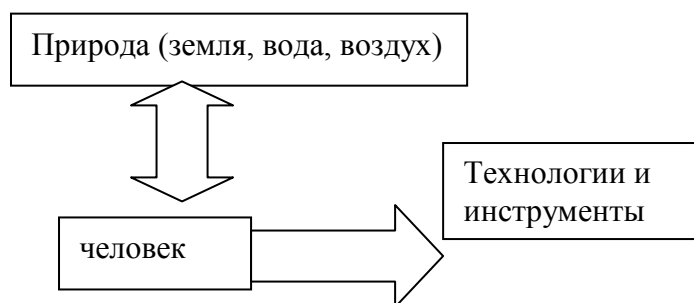 Природа (земля, вода, воздух)
Технологии и
инструменты
человек